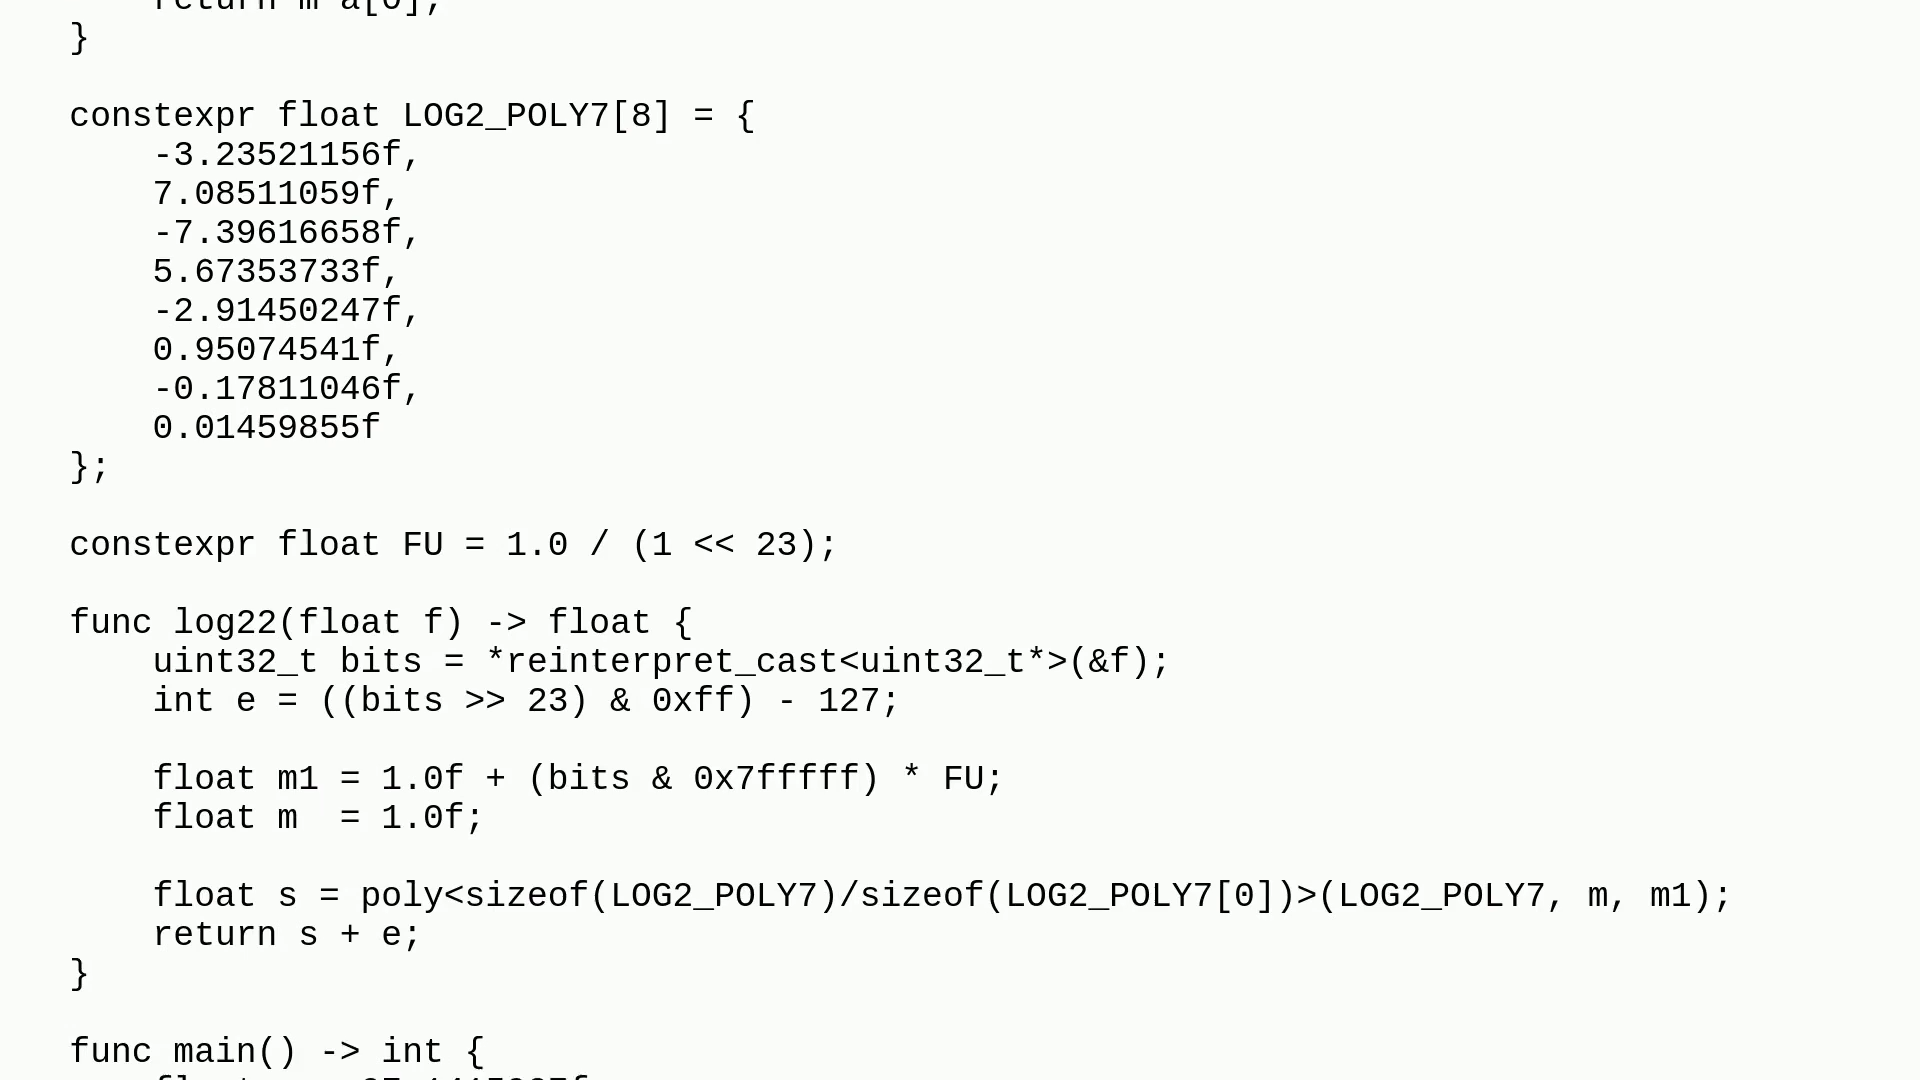 return m*a[0];
}
constexpr float LOG2_POLY7[8] = {
-3.23521156f,
7.08511059f,
-7.39616658f,
5.67353733f,
-2.91450247f,
0.95074541f,
-0.17811046f,
0.01459855f
};
constexpr float FU = 1.0 / (1 << 23);
func log22(float f) -> float {
uint32_t bits = *reinterpret_cast<uint32_t*>(&f);
int e = ((bits >> 23) & 0xff) - 127;
float m1 = 1.0f + (bits & 0x7fffff) * FU;
float m  = 1.0f;
float s = poly<sizeof(LOG2_POLY7)/sizeof(LOG2_POLY7[0])>(LOG2_POLY7, m, m1);
return s + e;
}
func main() -> int {